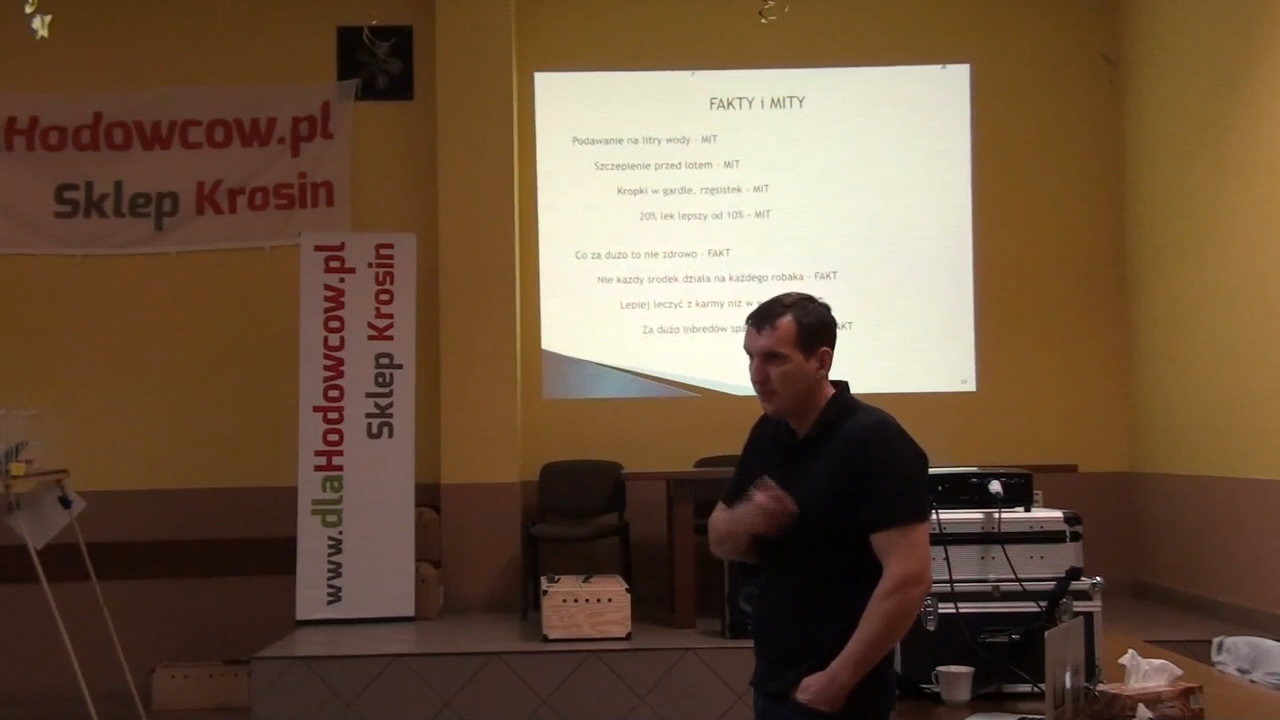 Hodowcow.pl
Sklep Krosin
www.dlaHodowcow.pl
Sklep Krosin
FAKTY i MITY
Podawanie na litry wody - MIT
Szczepienie przed lotem - MIT
Kropki w gardle, rzęsistek - MIT
20% lek lepszy od 10% - MIT
Co za dużo to nie zdrowo - FAKT
Nie każdy środek działa na każdego robaka - FAKT
Lepiej leczyć z karmy niż w
Za dużo inbredów